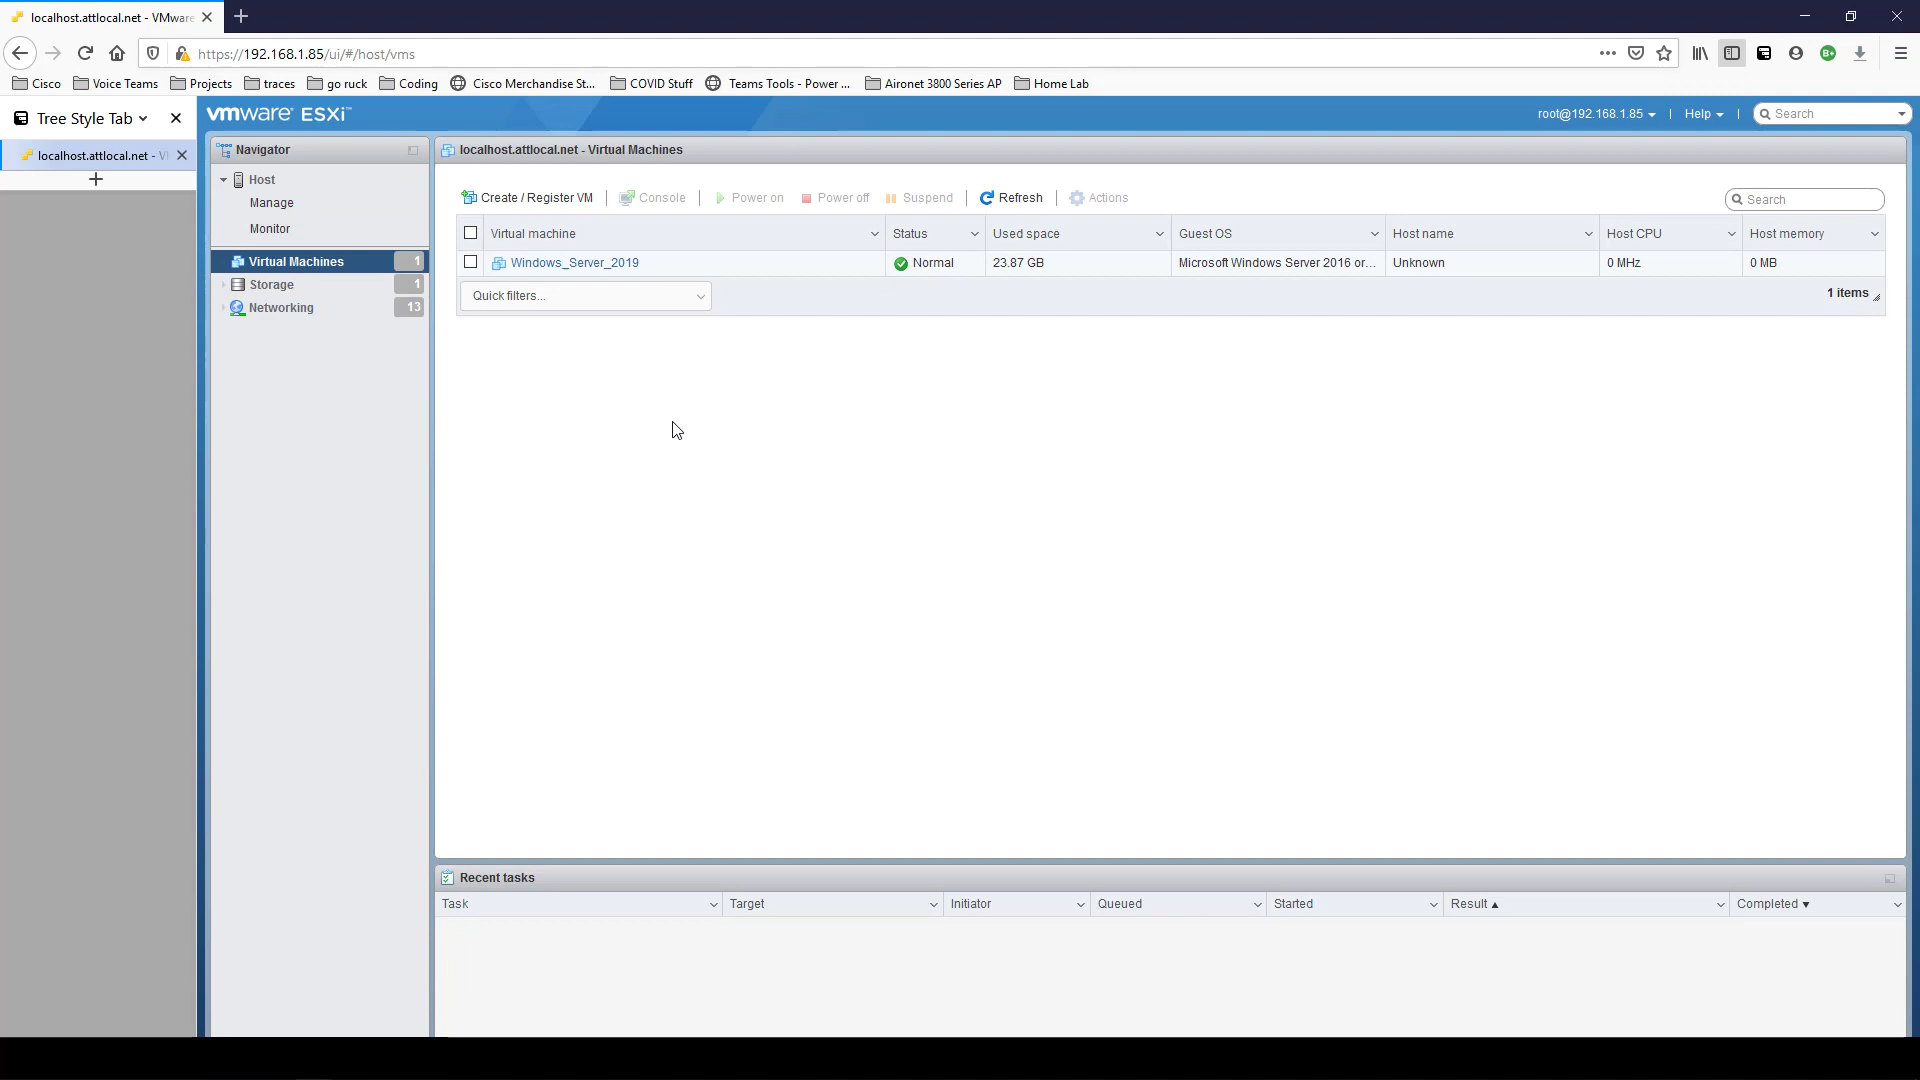 localhost.attlocal.net - VMware
https://192.168.1.85/ui/#/host/vms
Cisco Voice Teams Projects traces go ruck Coding Cisco Merchandise St... COVID Stuff Teams Tools - Power ... Aironet 3800 Series AP Home Lab
Tree Style Tab
localhost.attlocal.net - V
vmware ESXi™
root@192.168.1.85 | Help | Search
Navigator
Host
Manage
Monitor
Virtual Machines 1
Storage 1
Networking 13
localhost.attlocal.net - Virtual Machines
Create / Register VM | Console | Power on Power off Suspend | Refresh | Actions
Search
Virtual machine Status Used space Guest OS Host name Host CPU Host memory
Windows_Server_2019 Normal 23.87 GB Microsoft Windows Server 2016 or... Unknown 0 MHz 0 MB
Quick filters... 1 items
Recent tasks
Task Target Initiator Queued Started Result ▲ Completed ▼